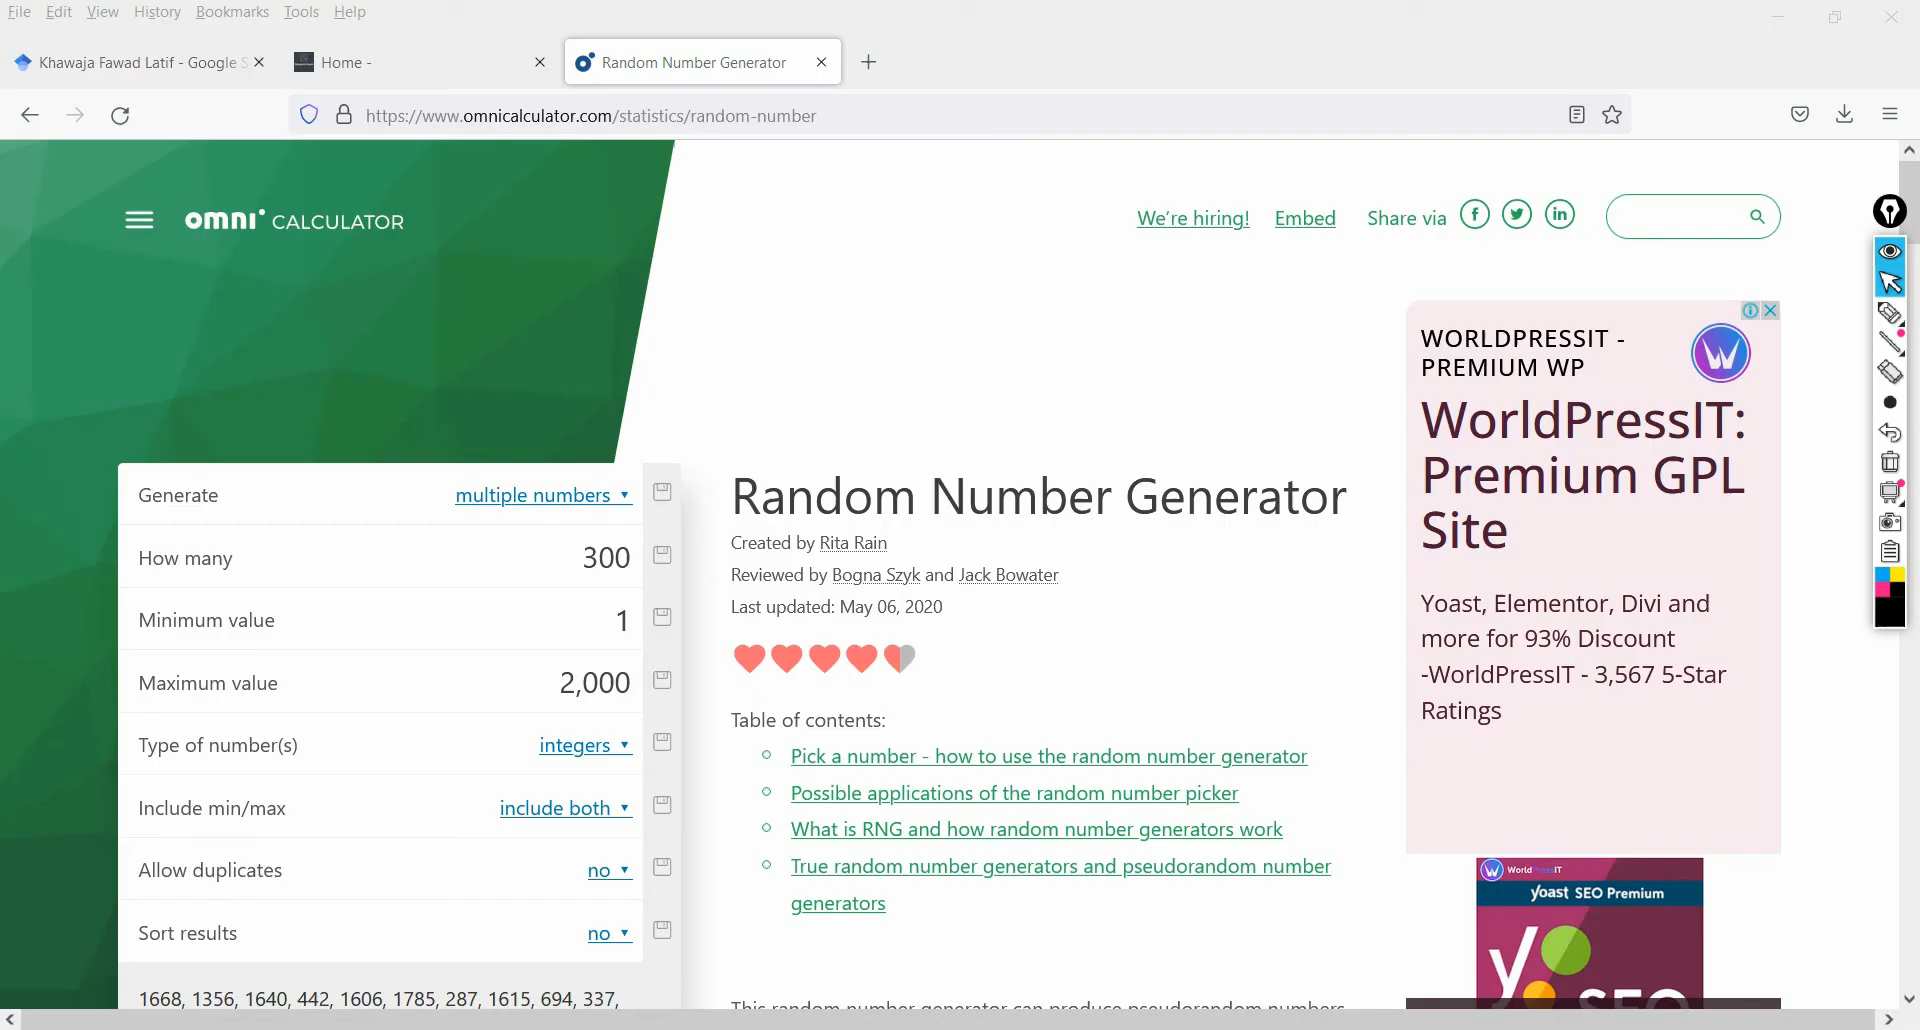 File Edit View History Bookmarks Tools Help
Khawaja Fawad Latif - Google S
Home -
Random Number Generator
https://www.omnicalculator.com/statistics/random-number
omni CALCULATOR
We're hiring! Embed Share via
WORLDPRESSIT -
PREMIUM WP
WorldPressIT:
Premium GPL
Site
Yoast, Elementor, Divi and
more for 93% Discount
-WorldPressIT - 3,567 5-Star
Ratings
WorldPressIT
yoast SEO Premium
y
SEO
Generate multiple numbers
How many 300
Minimum value 1
Maximum value 2,000
Type of number(s) integers
Include min/max include both
Allow duplicates no
Sort results no
1668, 1356, 1640, 442, 1606, 1785, 287, 1615, 694, 337,
Random Number Generator
Created by Rita Rain
Reviewed by Bogna Szyk and Jack Bowater
Last updated: May 06, 2020
Table of contents:
Pick a number - how to use the random number generator
Possible applications of the random number picker
What is RNG and how random number generators work
True random number generators and pseudorandom number
generators
This random number generator can produce pseudorandom numbers